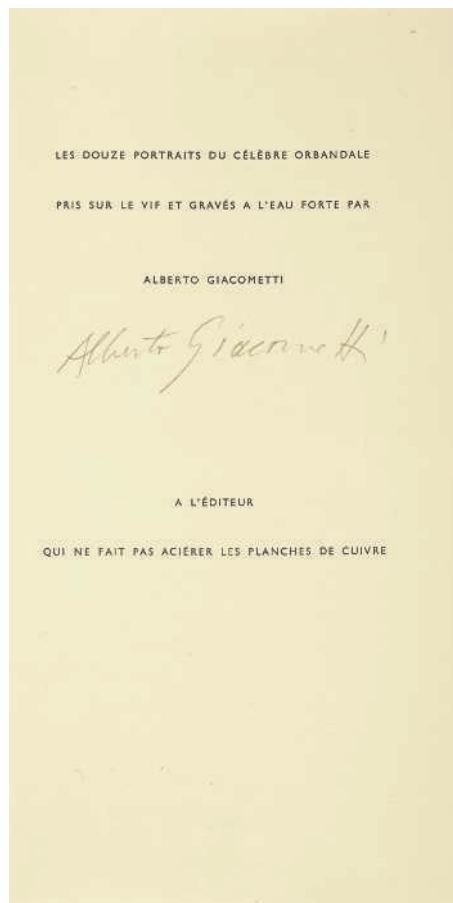 LES DOUZE PORTRAITS DU CÉLÈBRE ORBANDALE
PRIS SUR LE VIF ET GRAVÉS A L'EAU FORTE PAR
ALBERTO GIACOMETTI
Alberto Giacometti
A L'ÉDITEUR
QUI NE FAIT PAS ACIÉRER LES PLANCHES DE CUIVRE